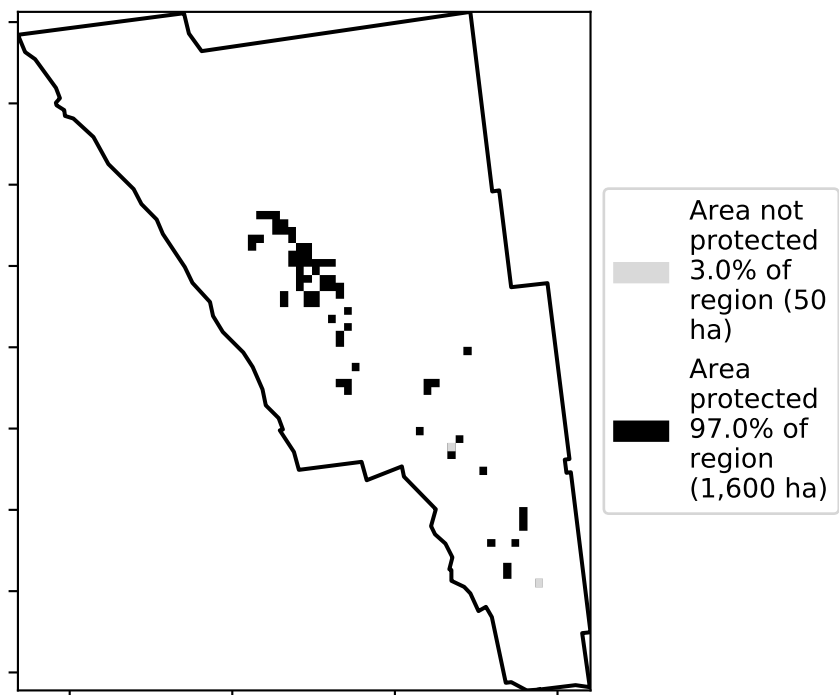 Area not
protected
3.0% of
region (50
ha)
Area
protected
97.0% of
region
(1,600 ha)